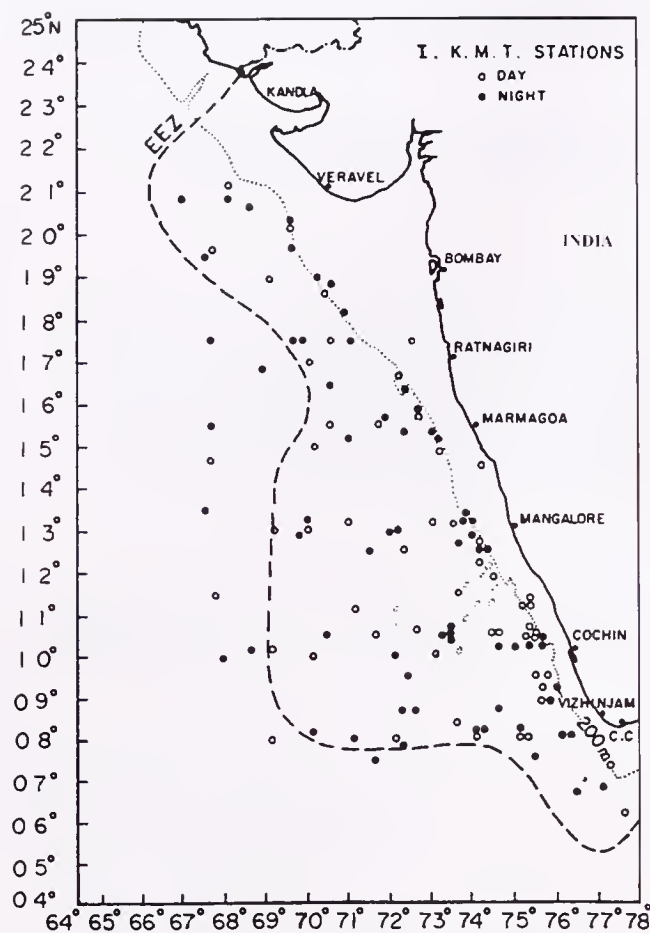 25°N
24°
23°
22°
21°
20°
19°
18°
17°
16°
15°
14°
13°
12°
11°
10°
09°
08°
07°
06°
05°
04°
I. K.M.T. STATIONS
DAY
NIGHT
KANDLA
EEZ
VERAVEL
INDIA
BOMBAY
RATNAGIRI
MARMAGOA
MANGALORE
COCHIN
VIZHINJAM
C.C
200m
64° 65° 66° 67° 68° 69° 70° 71° 72° 73° 74° 75° 76° 77° 78